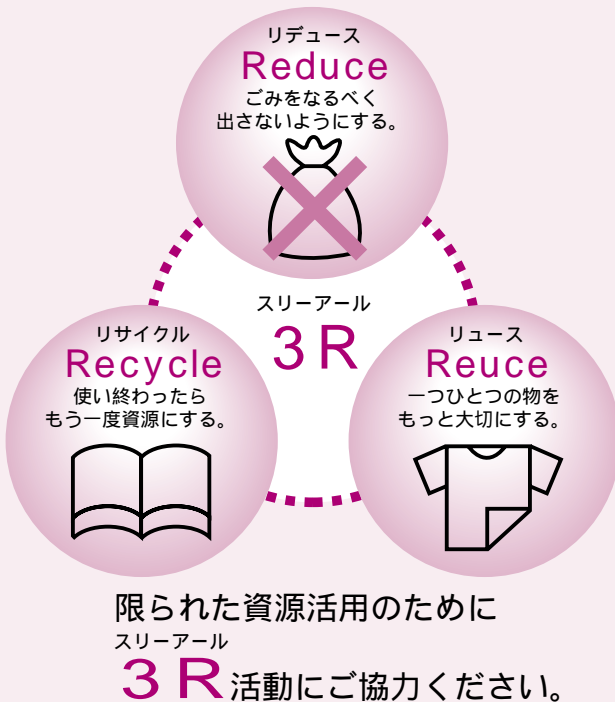 リデュース
Reduce
ごみをなるべく
出さないようにする。
スリーアール
3R
リサイクル
Recycle
使い終わったら
もう一度資源にする。
リュース
Reuce
一つひとつの物を
もっと大切にする。
限られた資源活用のために
スリーアール
3R活動にご協力ください。